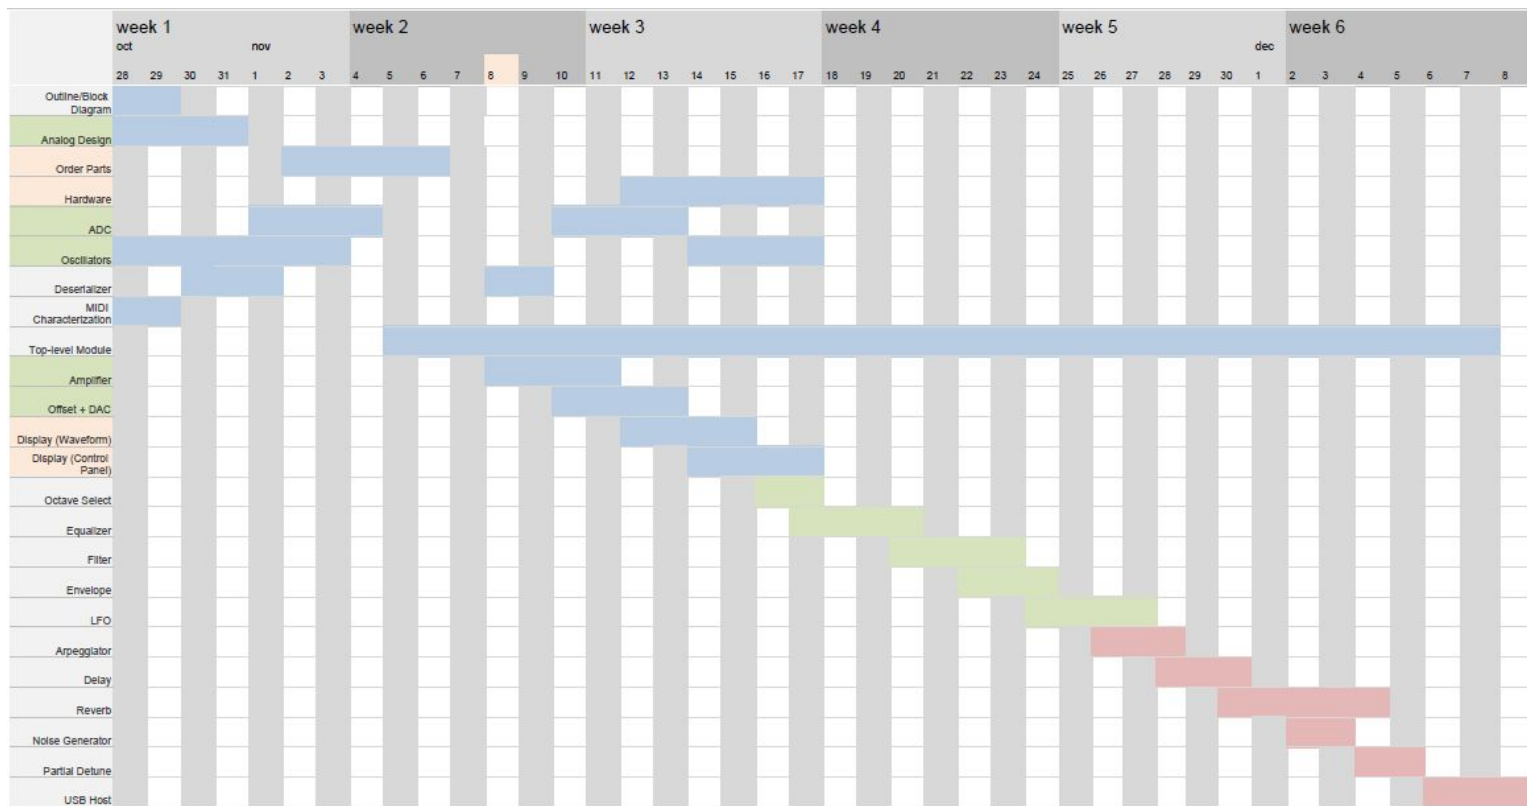 week 1 week 2 week 3 week 4 week 5 week 6
oct nov dec
28 29 30 31 1 2 3 4 5 6 7 8 9 10 11 12 13 14 15 16 17 18 19 20 21 22 23 24 25 26 27 28 29 30 1 2 3 4 5 6 7 8
Outline/Block
Diagram
Analog Design
Order Parts
Hardware
ADC
Oscillators
Deserializer
MIDI
Characterization
Top-level Module
Amplifier
Offset + DAC
Display (Waveform)
Display (Control
Panel)
Octave Select
Equalizer
Filter
Envelope
LFO
Arpeggiator
Delay
Reverb
Noise Generator
Partial Detune
USB Host